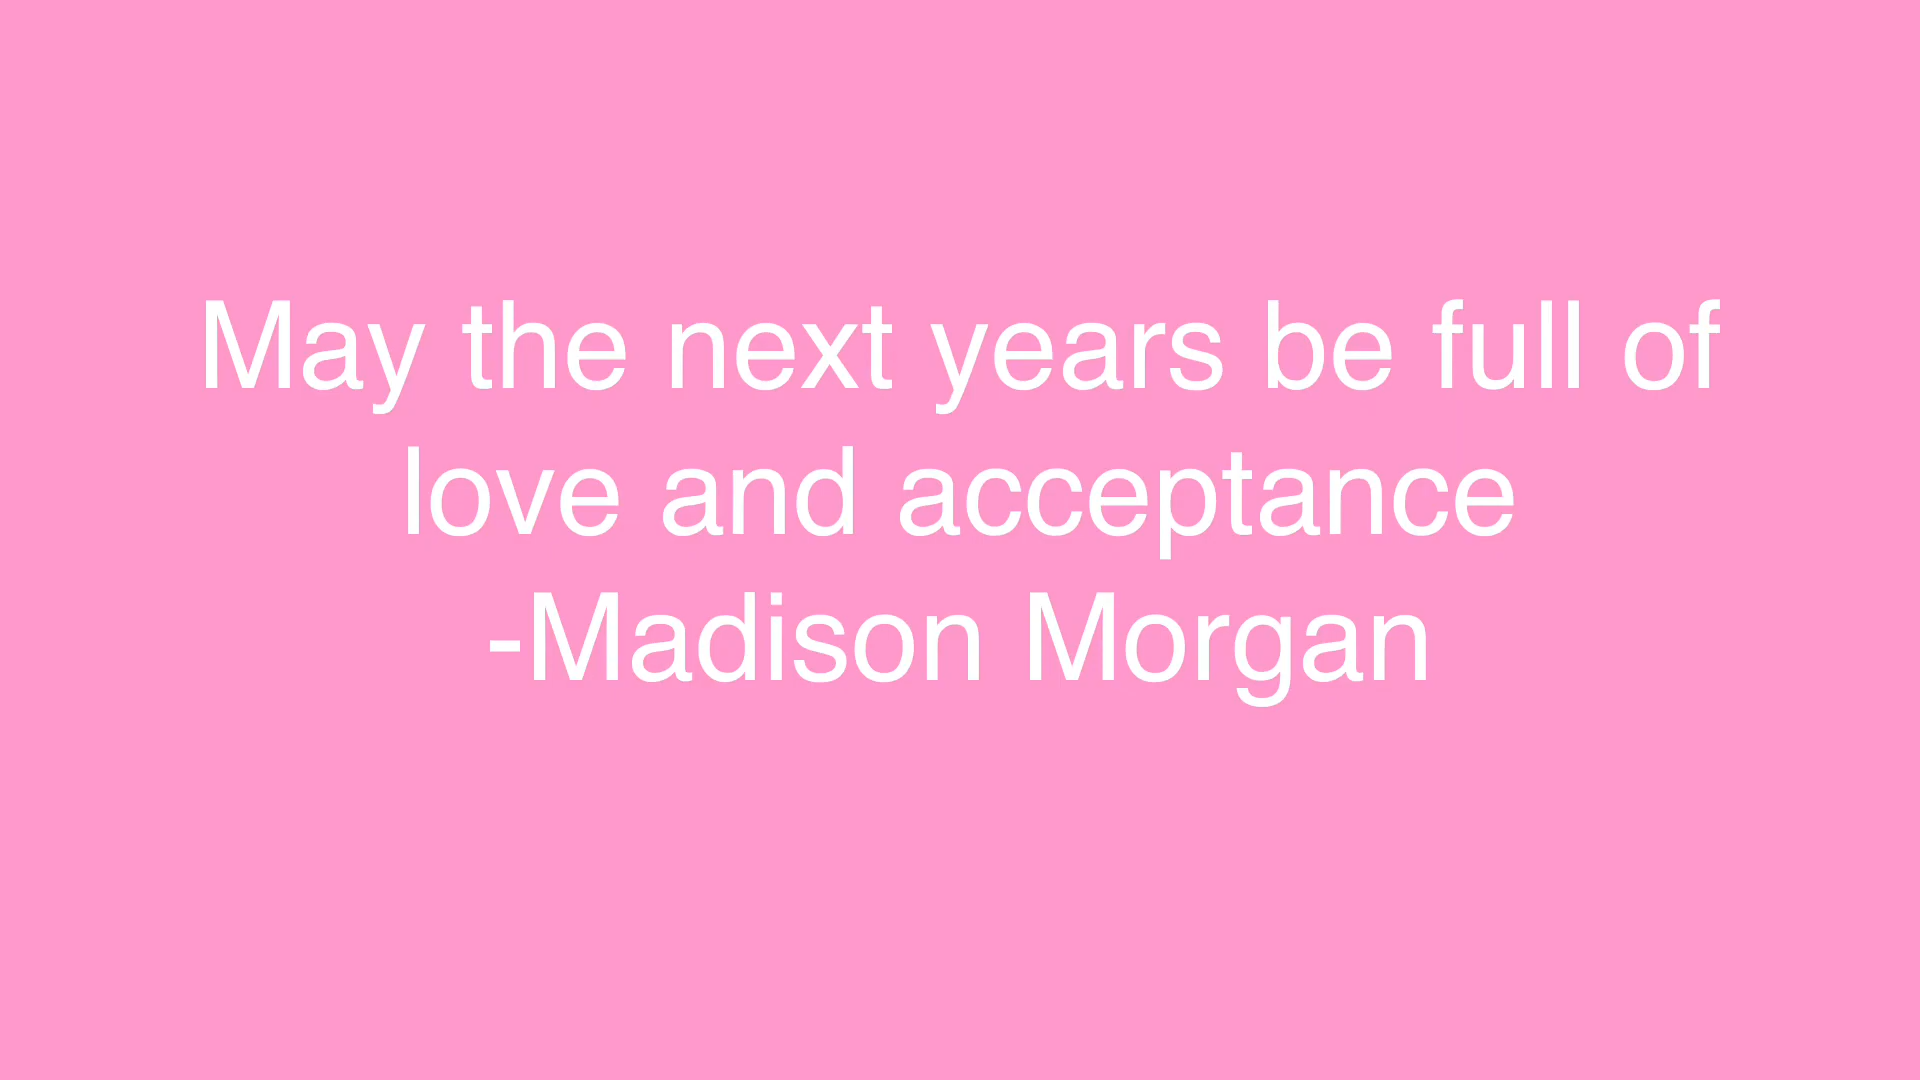 May the next years be full of
love and acceptance
-Madison Morgan